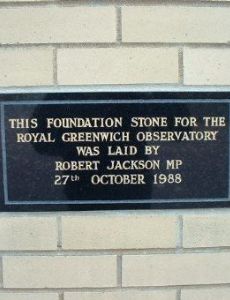 THIS FOUNDATION STONE FOR THE
ROYAL GREENWICH OBSERVATORY
WAS LAID BY
ROBERT JACKSON MP
27th OCTOBER 1988